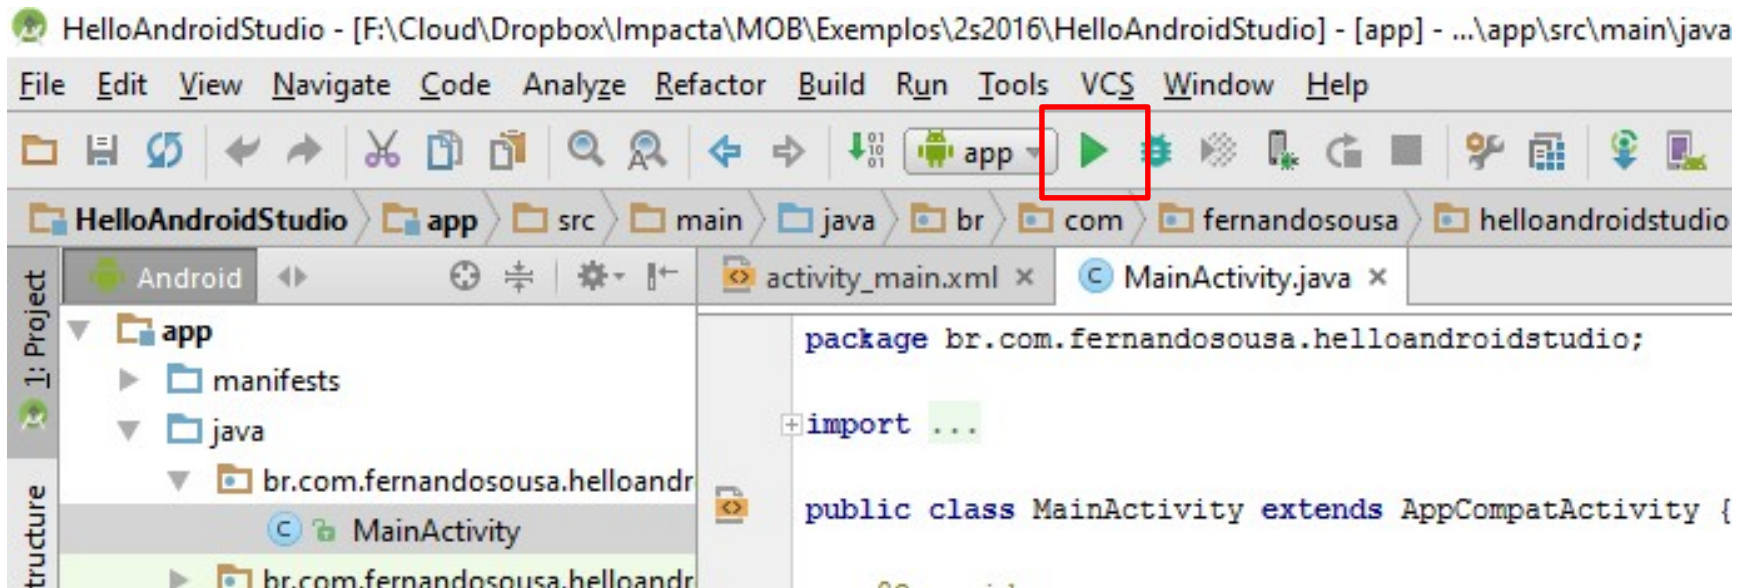 HelloAndroidStudio - [F:\Cloud\Dropbox\Impacta\MOB\Exemplos\2s2016\HelloAndroidStudio] - [app] - ...\app\src\main\java
File Edit View Navigate Code Analyze Refactor Build Run Tools VCS Window Help
app
HelloAndroidStudio app src main java br com fernandosousa helloandroidstudio
Android activity_main.xml MainActivity.java
1: Project
app
manifests
java
br.com.fernandosousa.helloandr
MainActivity
br.com.fernandosousa.helloandr
tructure
package br.com.fernandosousa.helloandroidstudio;
import ...
public class MainActivity extends AppCompatActivity {